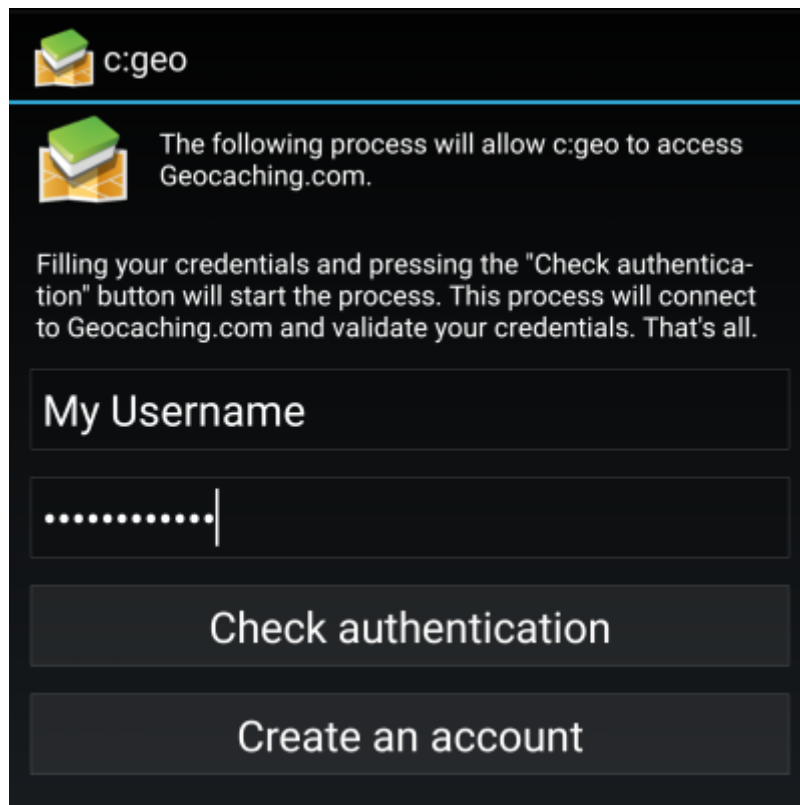 c:geo
The following process will allow c:geo to access
Geocaching.com.
Filling your credentials and pressing the "Check authentica-
tion" button will start the process. This process will connect
to Geocaching.com and validate your credentials. That's all.
My Username
••••••••••••
Check authentication
Create an account